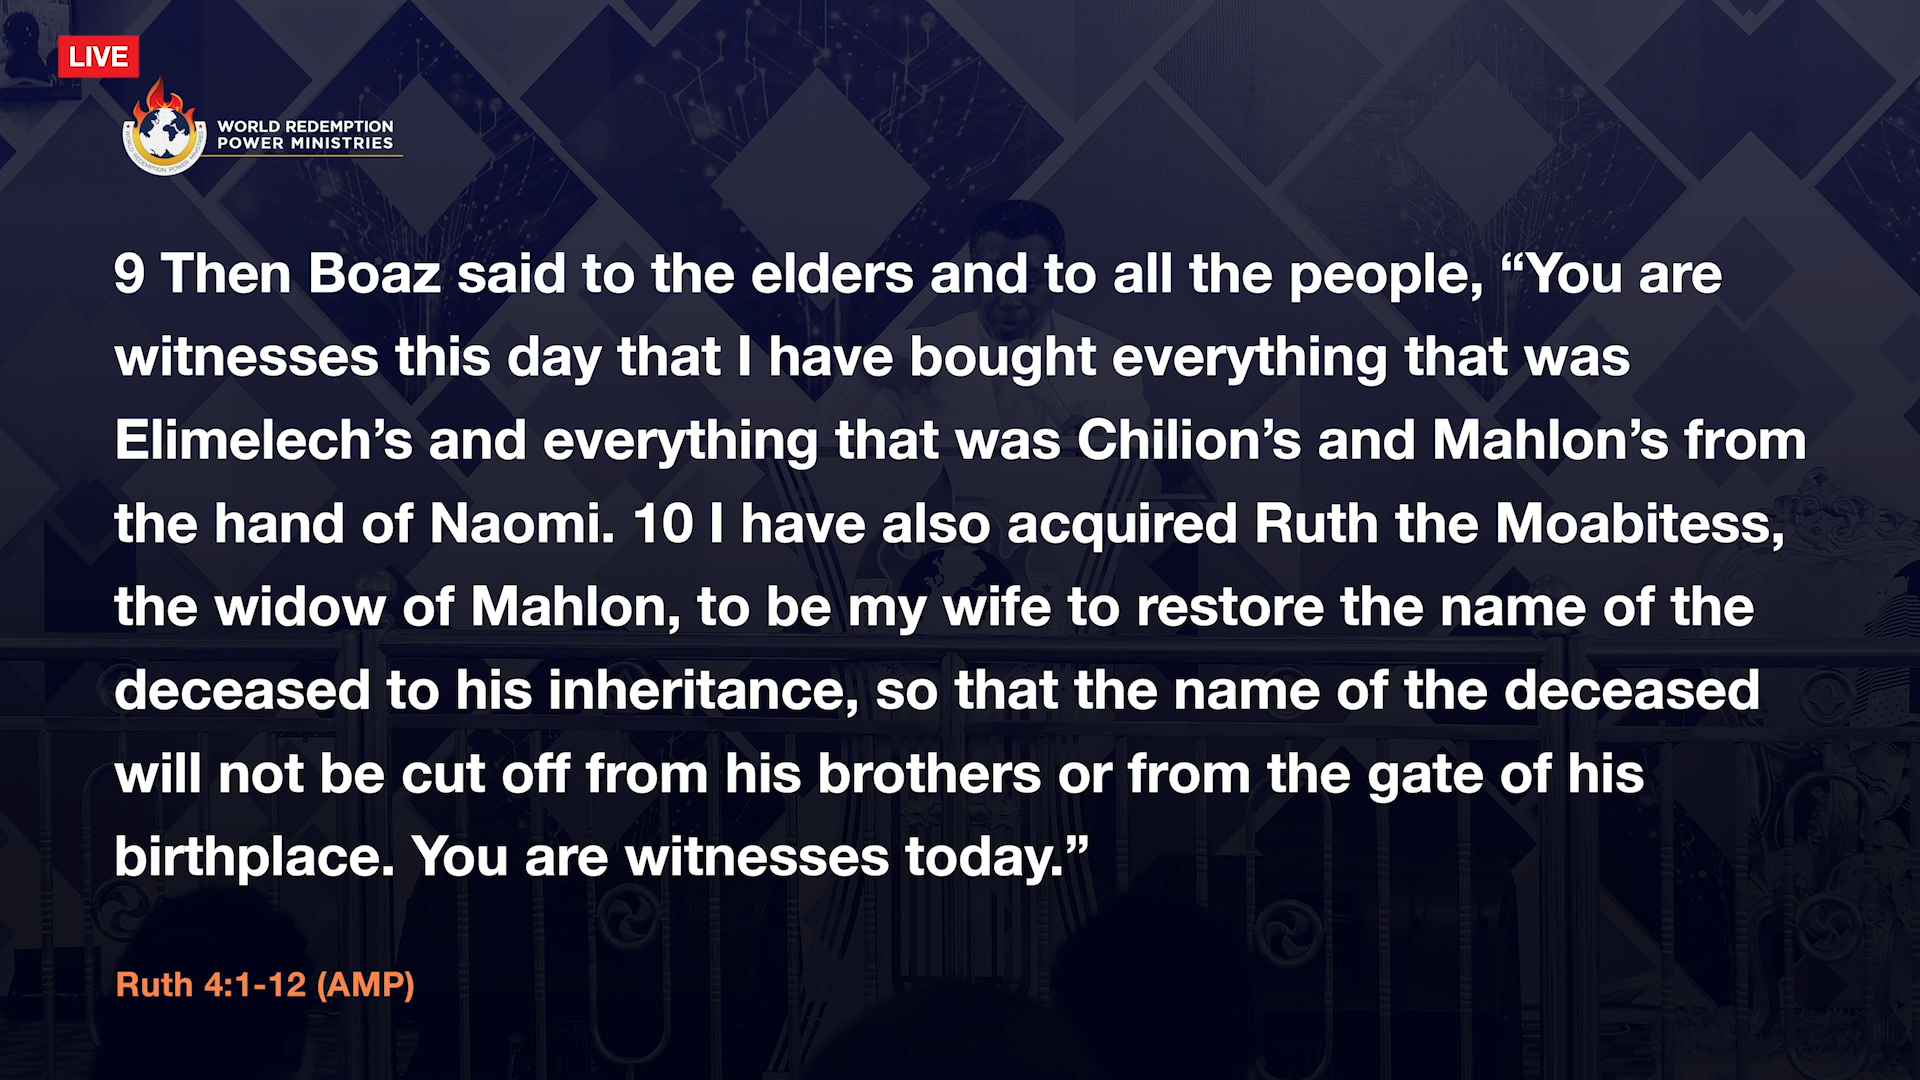 LIVE
WORLD REDEMPTION
POWER MINISTRIES
WORLD REDEMPTION POWER MINISTRIES
9 Then Boaz said to the elders and to all the people, “You are
witnesses this day that I have bought everything that was
Elimelech’s and everything that was Chilion’s and Mahlon’s from
the hand of Naomi. 10 I have also acquired Ruth the Moabitess,
the widow of Mahlon, to be my wife to restore the name of the
deceased to his inheritance, so that the name of the deceased
will not be cut off from his brothers or from the gate of his
birthplace. You are witnesses today.”
Ruth 4:1-12 (AMP)